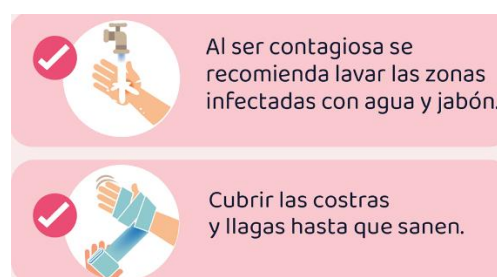 Al ser contagiosa se
recomienda lavar las zonas
infectadas con agua y jabón.
Cubrir las costras
y llagas hasta que sanen.